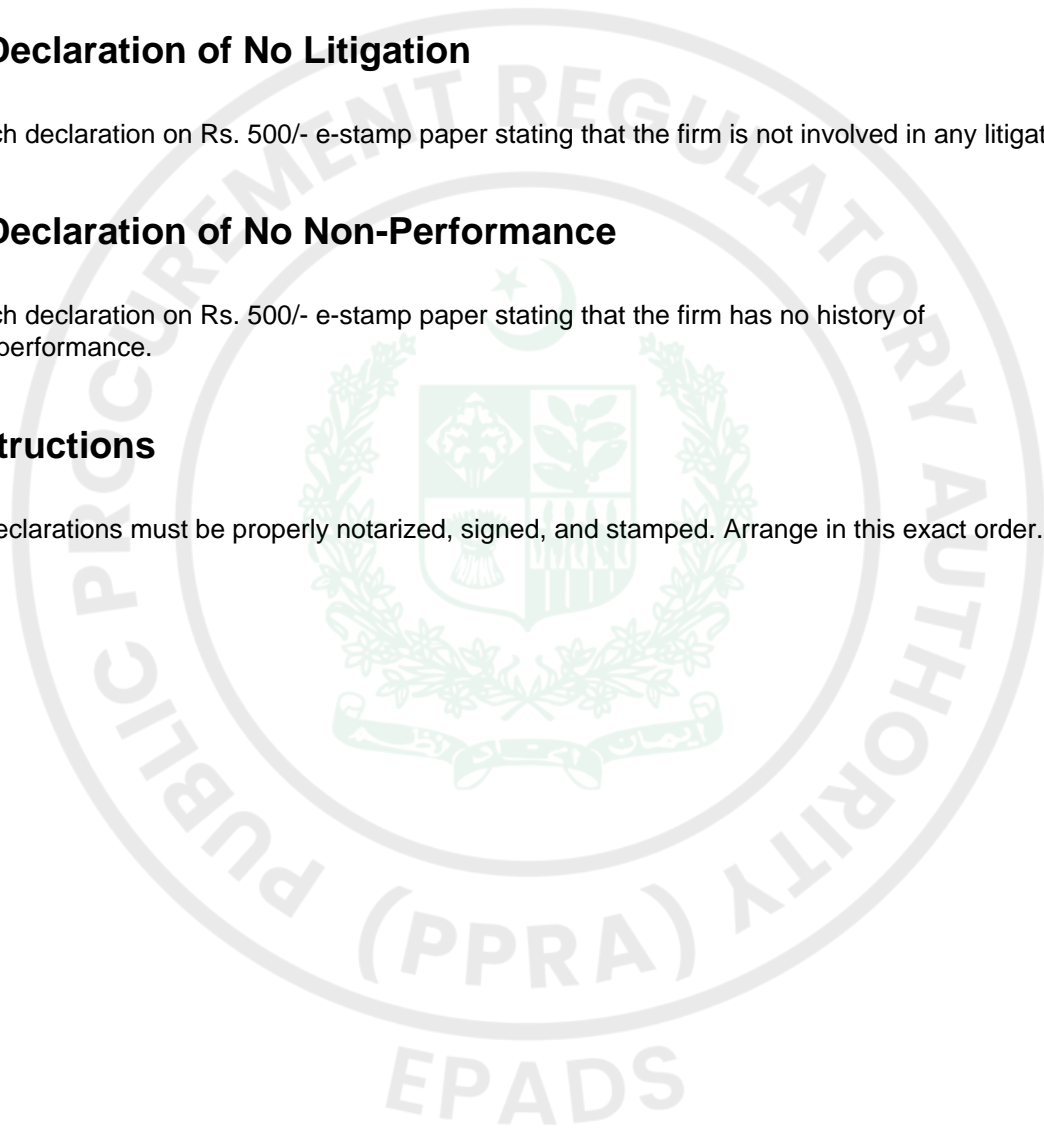 Declaration of No Litigation
ch declaration on Rs. 500/- e-stamp paper stating that the firm is not involved in any litigat
Declaration of No Non-Performance
ch declaration on Rs. 500/- e-stamp paper stating that the firm has no history of
performance.
tructions
eclarations must be properly notarized, signed, and stamped. Arrange in this exact order.
PUBLIC PROCUREMENT REGULATORY AUTHORITY
(PPRA)
EPADS